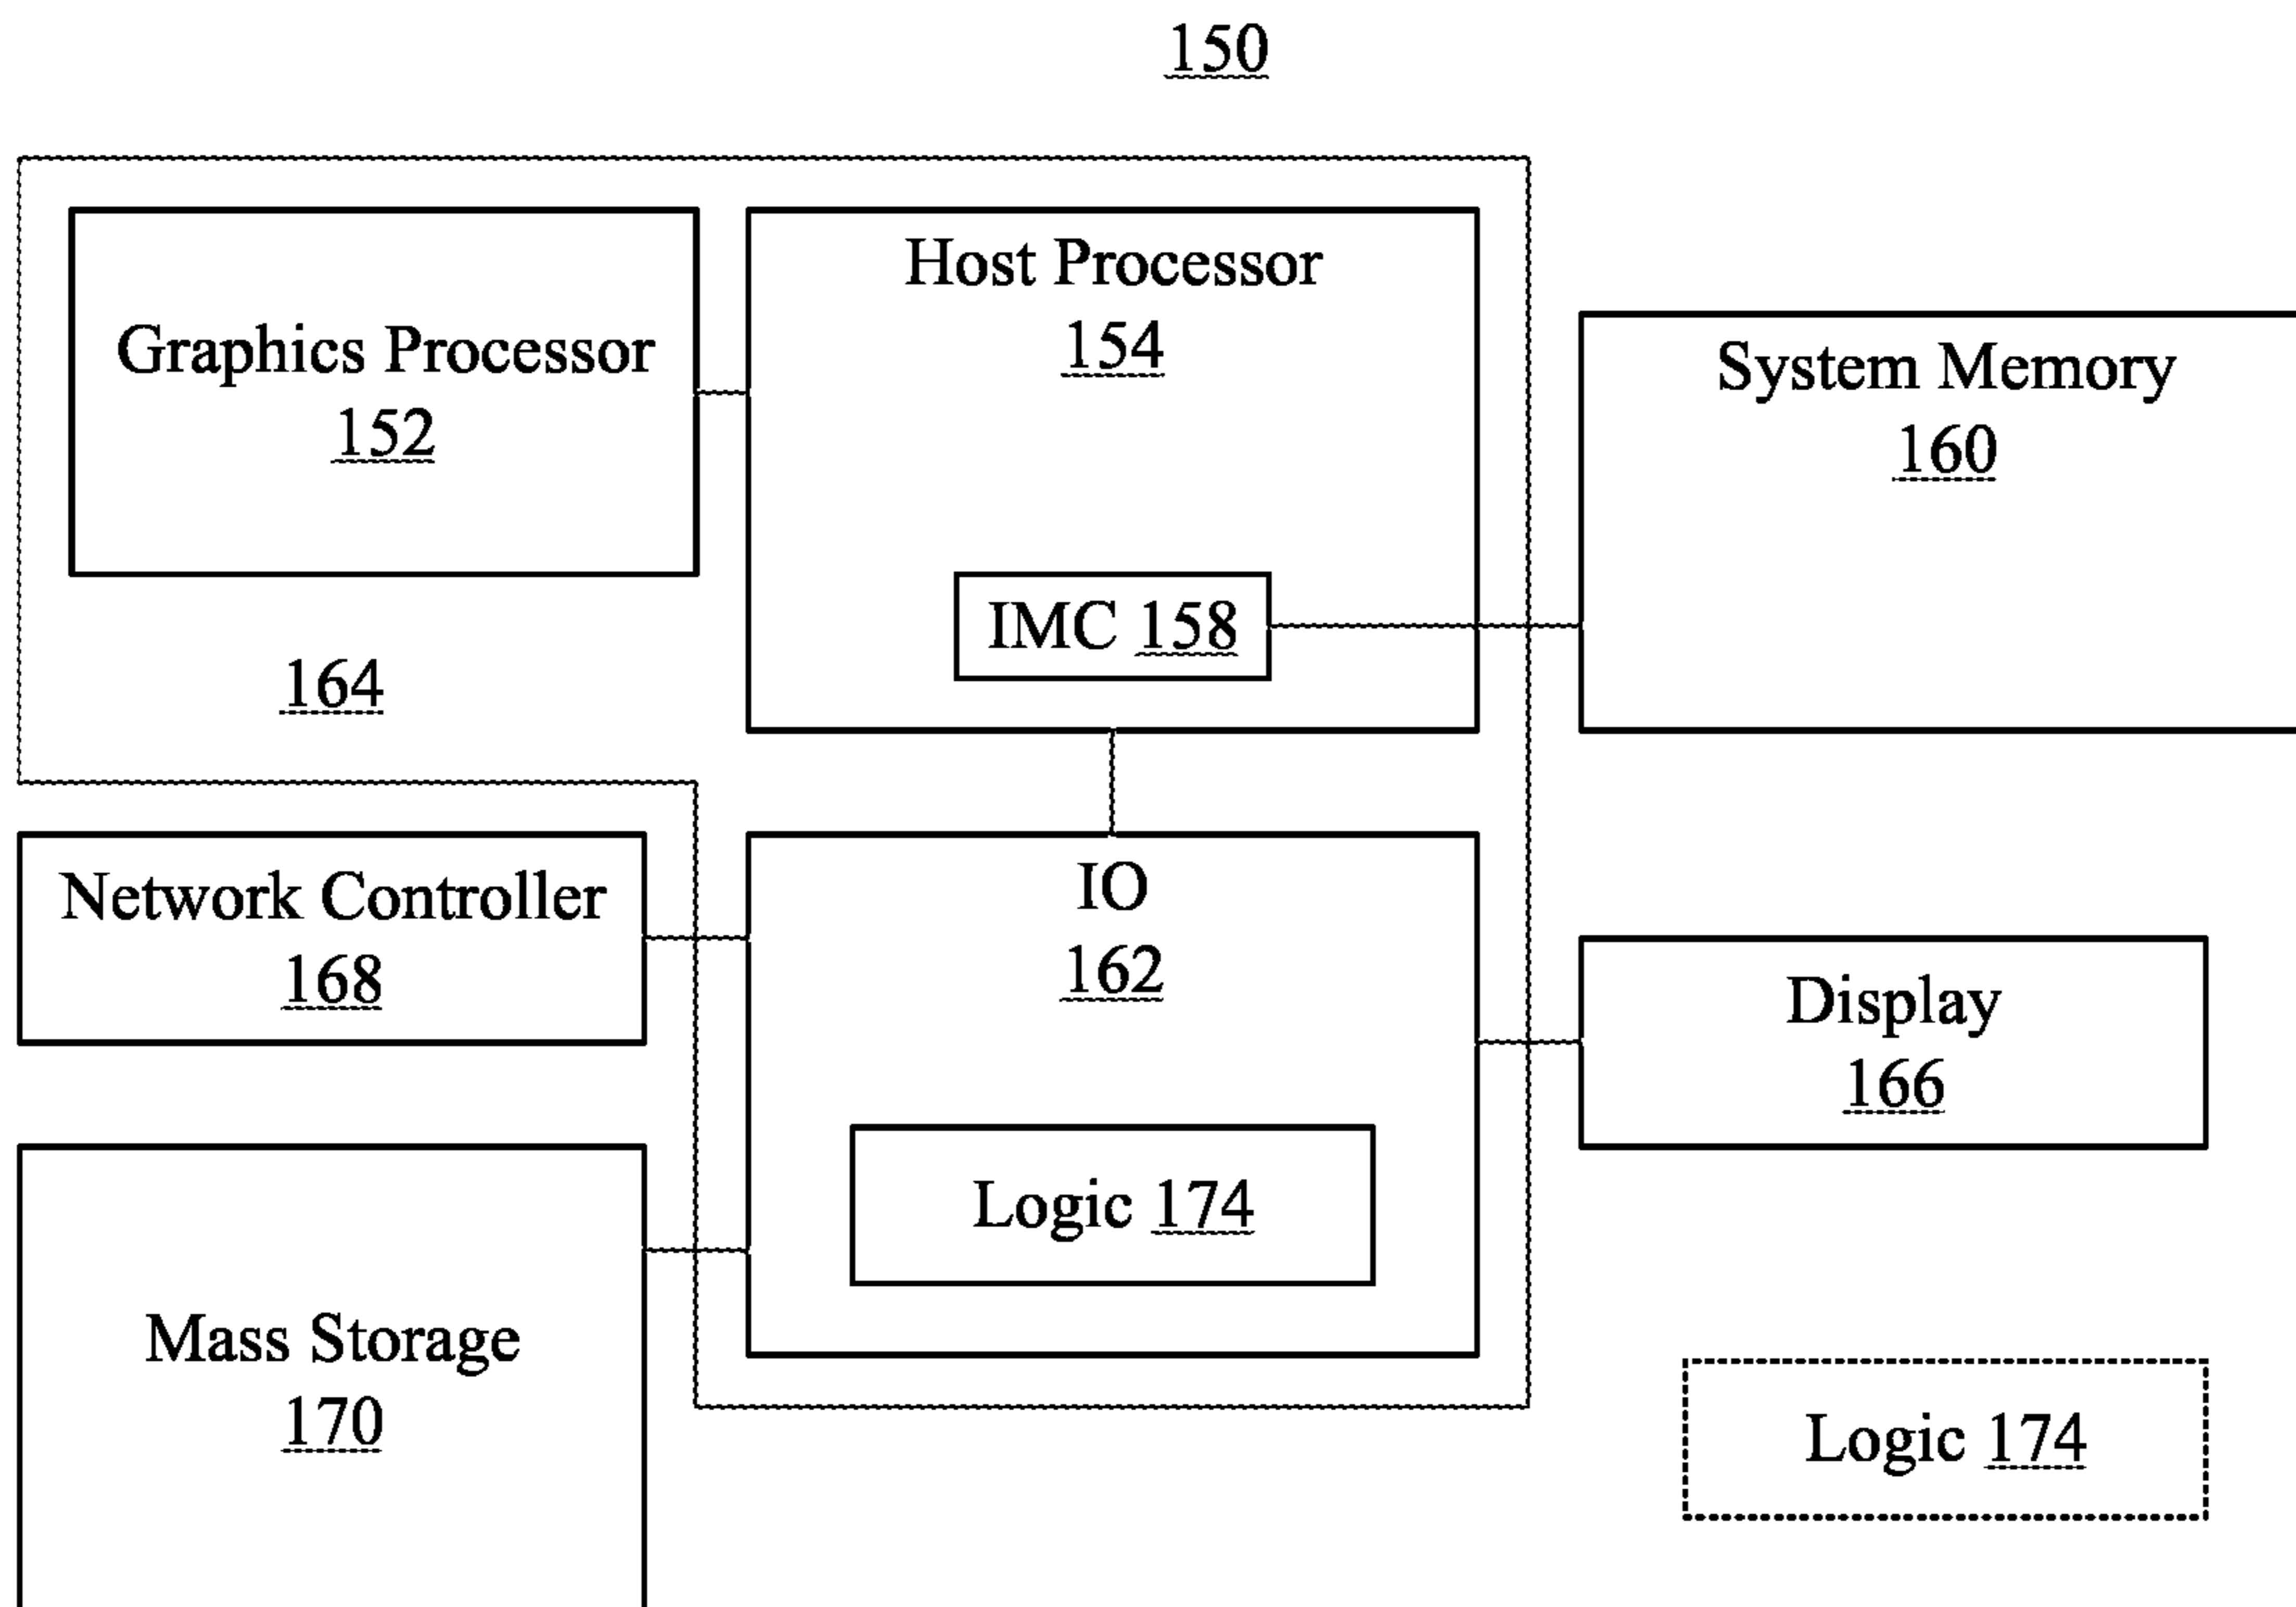 150
Graphics Processor
152
Host Processor
154
IMC 158
164
System Memory
160
Network Controller
168
IO
162
Logic 174
Display
166
Mass Storage
170
Logic 174